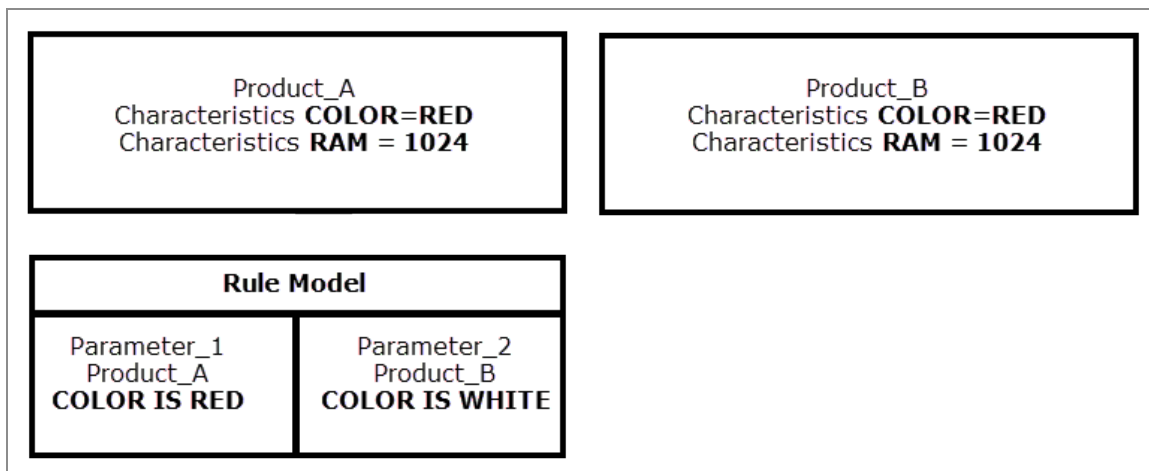 Product_A
Characteristics COLOR=RED
Characteristics RAM = 1024
Product_B
Characteristics COLOR=RED
Characteristics RAM = 1024
Rule Model
Parameter_1
Product_A
COLOR IS RED
Parameter_2
Product_B
COLOR IS WHITE